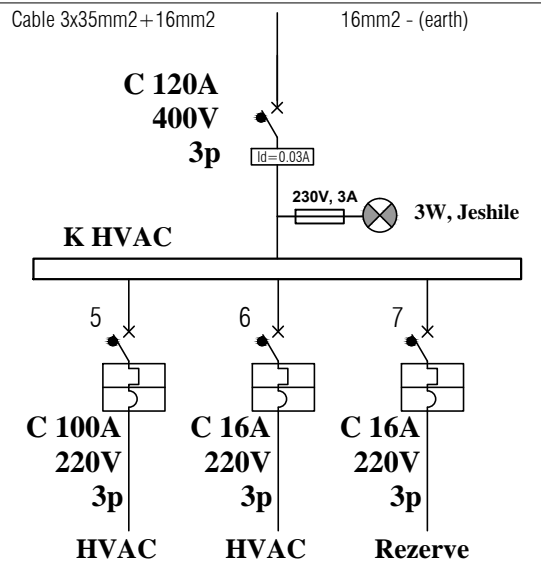 Cable 3x35mm2+16mm2
16mm2 - (earth)
C 120A
400V
3p
Id=0.03A
230V, 3A
3W, Jeshile
K HVAC
5
6
7
C 100A
220V
3p
C 16A
220V
3p
C 16A
220V
3p
HVAC
HVAC
Rezerve